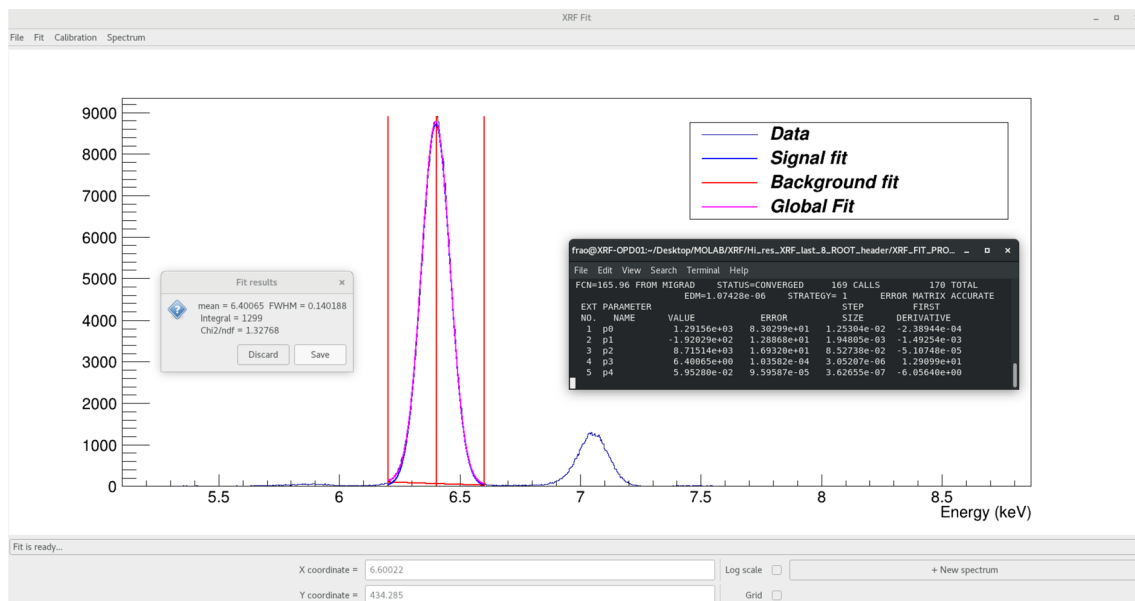 XRF Fit
File Fit Calibration Spectrum
9000
8000
7000
6000
5000
4000
3000
2000
1000
0
5.5 6 6.5 7 7.5 8 8.5
Energy (keV)
Data
Signal fit
Background fit
Global Fit
Fit results
mean = 6.40065 FWHM = 0.140188
Integral = 1299
Chi2/ndf = 1.32768
Discard Save
frao@XRF-OPD01:~/Desktop/MOLAB/XRF/Hi_res_XRF_last_8_ROOT_header/XRF_FIT_PRO...
File Edit View Search Terminal Help
FCN=165.96 FROM MIGRAD STATUS=CONVERGED 169 CALLS 170 TOTAL
EDM=1.07428e-06 STRATEGY= 1 ERROR MATRIX ACCURATE
EXT PARAMETER STEP FIRST
NO. NAME VALUE ERROR SIZE DERIVATIVE
1 p0 1.29156e+03 8.30299e+01 1.25304e-02 -2.38944e-04
2 p1 -1.92029e+02 1.28868e+01 1.94805e-03 -1.49254e-03
3 p2 8.71514e+03 1.69320e+01 8.52738e-02 -5.10748e-05
4 p3 6.40065e+00 1.03582e-04 3.05207e-06 1.29099e+01
5 p4 5.95280e-02 9.59587e-05 3.62655e-07 -6.05640e+00
Fit is ready...
X coordinate = 6.60022 Log scale + New spectrum
Y coordinate = 434.285 Grid